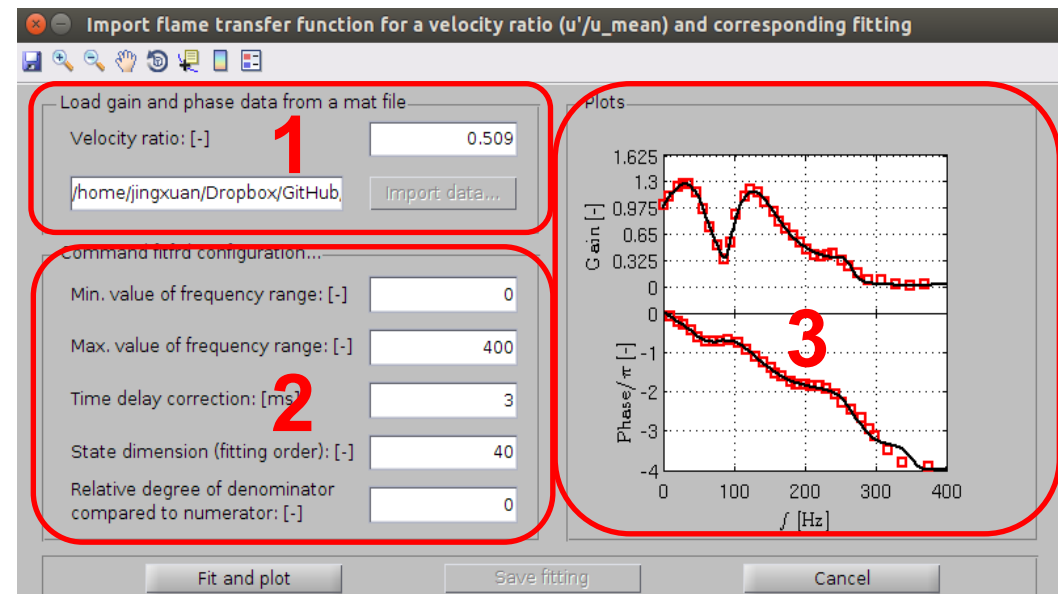 Import flame transfer function for a velocity ratio (u'/u_mean) and corresponding fitting
Load gain and phase data from a mat file
1
Velocity ratio: [-]
0.509
/home/jingxuan/Dropbox/GitHub,
Import data...
Command fitfrd configuration...
2
Min. value of frequency range: [-]
0
Max. value of frequency range: [-]
400
Time delay correction: [ms]
3
State dimension (fitting order): [-]
40
Relative degree of denominator
compared to numerator: [-]
0
Plots
3
1.625
1.3
0.975
0.65
0.325
0
Gain [-]
0
-1
-2
-3
-4
Phase/π [-]
0 100 200 300 400
f [Hz]
Fit and plot
Save fitting
Cancel